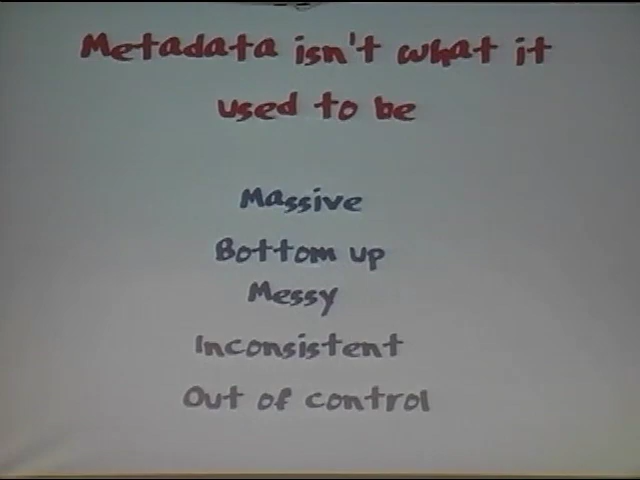 Metadata isn't what it
used to be
Massive
Bottom up
Messy
Inconsistent
Out of control